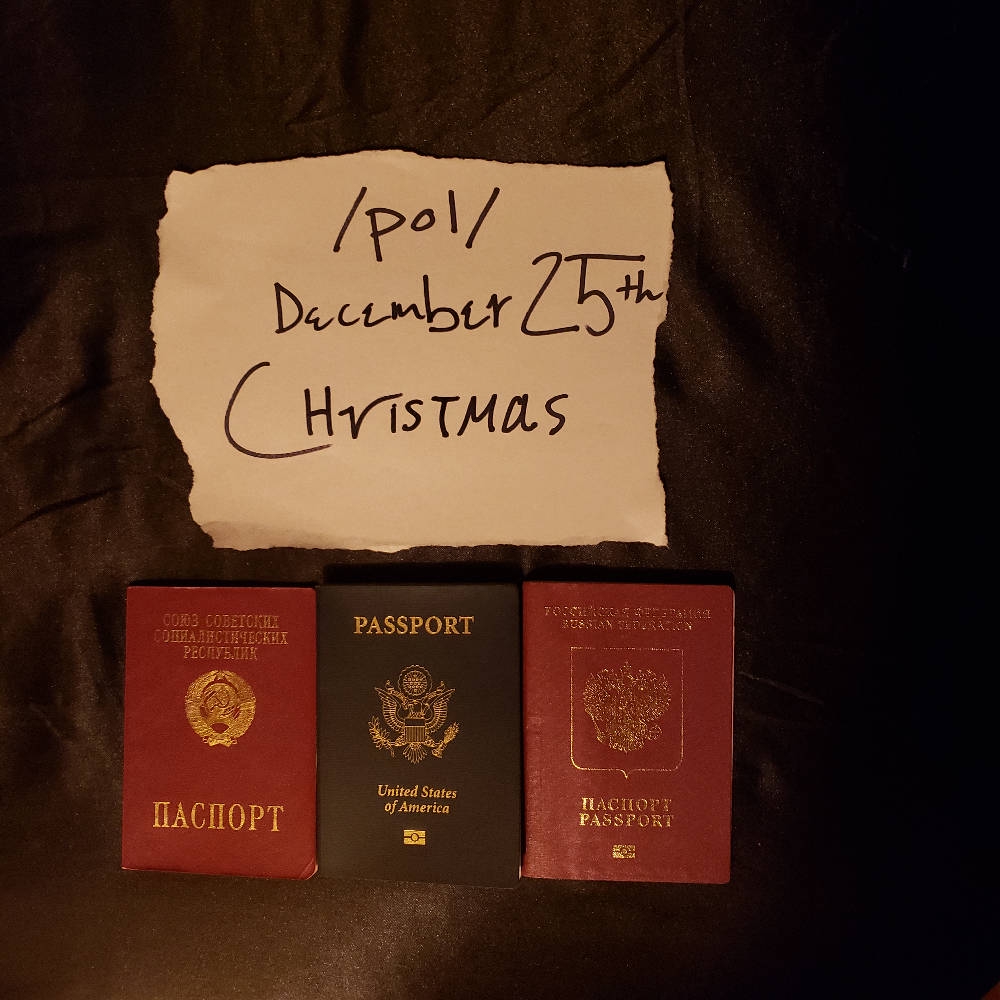 /pol/
December 25th
CHristmas
СОЮЗ СОВЕТСКИХ
СОЦИАЛИСТИЧЕСКИХ
РЕСПУБЛИК
ПАСПОРТ
PASSPORT
United States
of America
РОССИЙСКАЯ ФЕДЕРАЦИЯ
RUSSIAN FEDERATION
ПАСПОРТ
PASSPORT